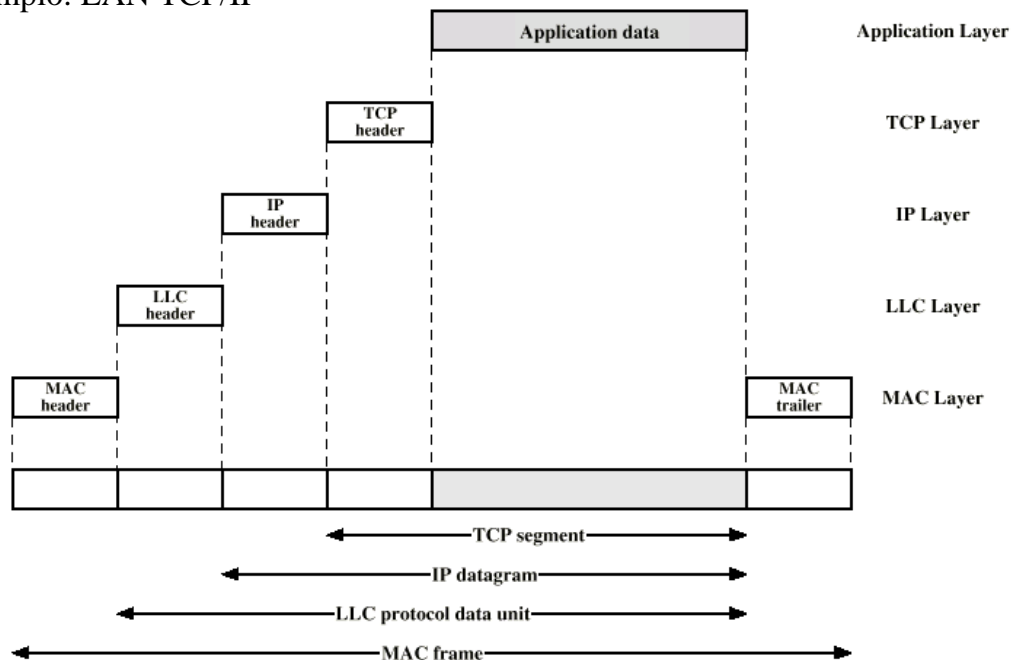 LAN TCP/IP
Application data
Application Layer
TCP
header
TCP Layer
IP
header
IP Layer
LLC
header
LLC Layer
MAC
header
MAC
trailer
MAC Layer
TCP segment
IP datagram
LLC protocol data unit
MAC frame